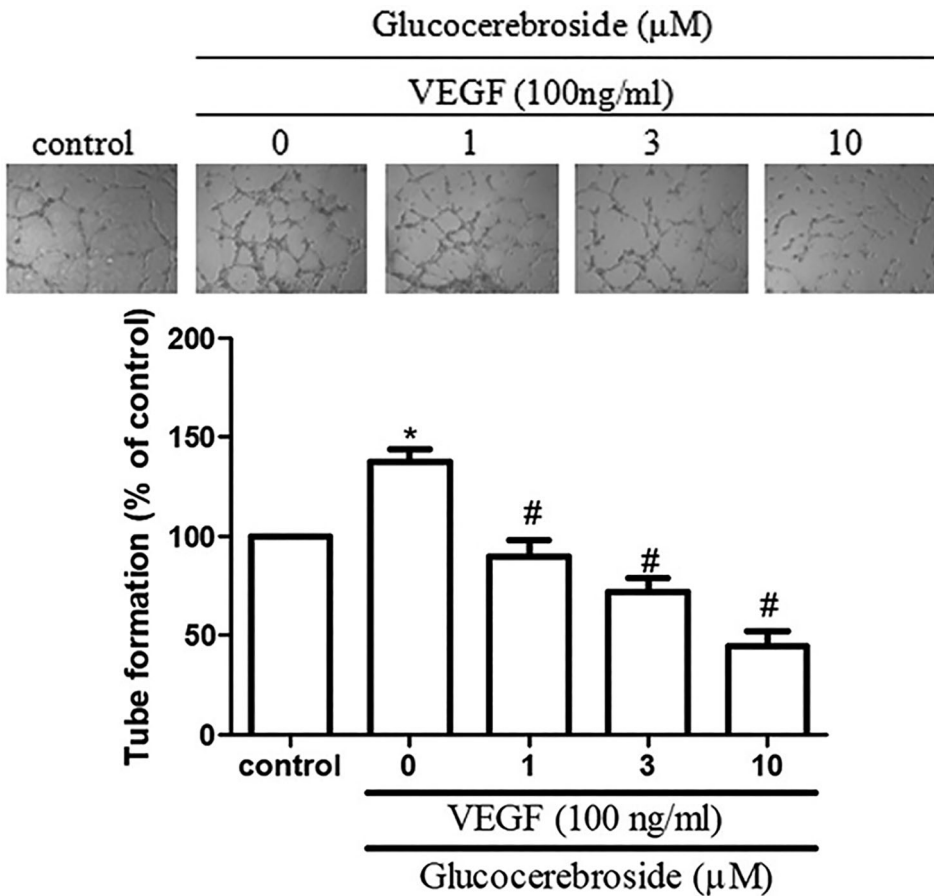 Glucocerebroside (µM)
VEGF (100ng/ml)
control 0 1 3 10
Tube formation (% of control)
200
150
100
50
0
*
#
#
#
control 0 1 3 10
VEGF (100 ng/ml)
Glucocerebroside (µM)